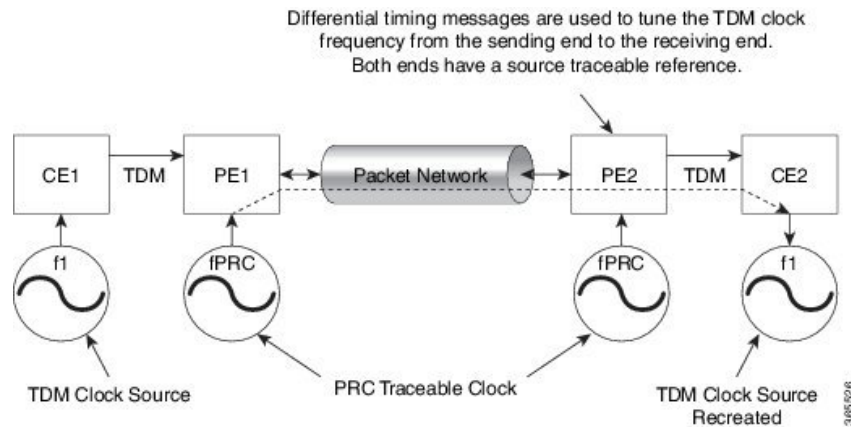 Differential timing messages are used to tune the TDM clock
frequency from the sending end to the receiving end.
Both ends have a source traceable reference.
CE1
TDM
PE1
Packet Network
PE2
TDM
CE2
f1
fPRC
fPRC
f1
TDM Clock Source
PRC Traceable Clock
TDM Clock Source
Recreated
365526